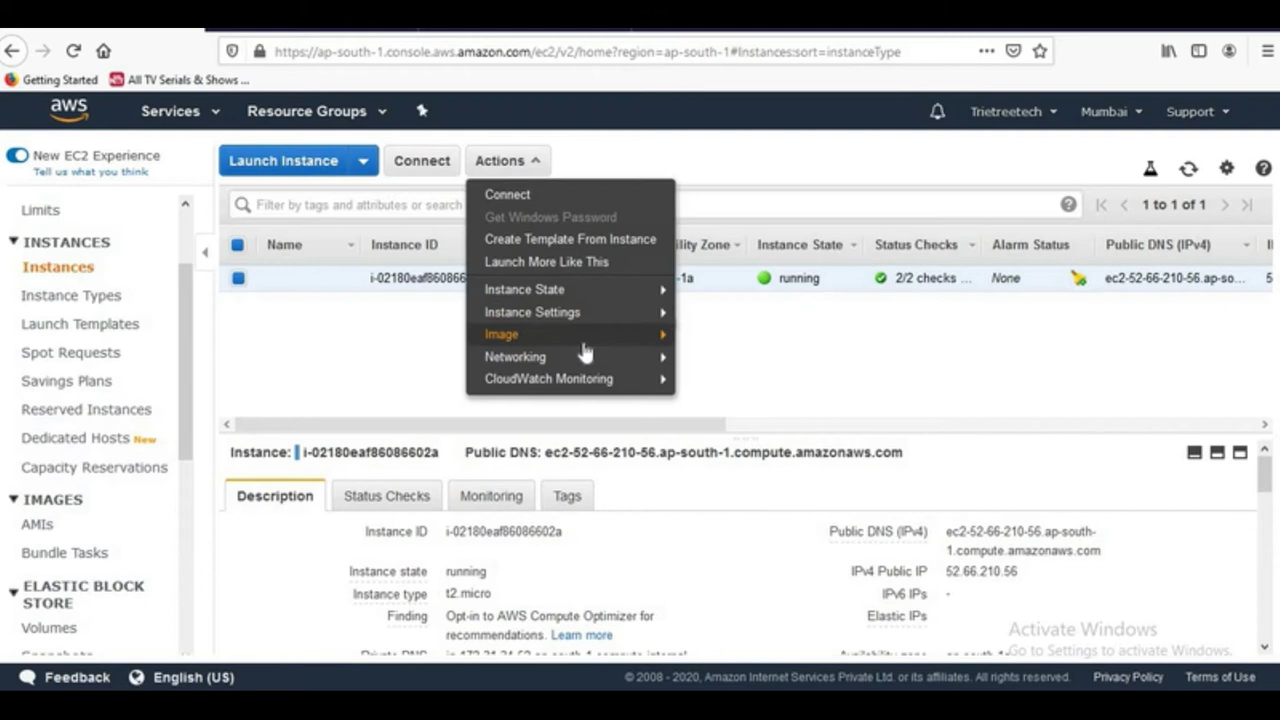 https://ap-south-1.console.aws.amazon.com/ec2/v2/home?region=ap-south-1#Instances:sort=instanceType
Getting Started
All TV Serials & Shows ...
aws
Services
Resource Groups
Trietreetech
Mumbai
Support
New EC2 Experience
Tell us what you think
Limits
INSTANCES
Instances
Instance Types
Launch Templates
Spot Requests
Savings Plans
Reserved Instances
Dedicated Hosts New
Capacity Reservations
IMAGES
AMIs
Bundle Tasks
ELASTIC BLOCK
STORE
Volumes
Launch Instance
Connect
Actions
Filter by tags and attributes or search
1 to 1 of 1
Name
Instance ID
ility Zone
Instance State
Status Checks
Alarm Status
Public DNS (IPv4)
i-02180eaf860866
-1a
running
2/2 checks ...
None
ec2-52-66-210-56.ap-so...
5
Connect
Get Windows Password
Create Template From Instance
Launch More Like This
Instance State
Instance Settings
Image
Networking
CloudWatch Monitoring
Instance: i-02180eaf86086602a Public DNS: ec2-52-66-210-56.ap-south-1.compute.amazonaws.com
Description
Status Checks
Monitoring
Tags
Instance ID i-02180eaf86086602a
Instance state running
Instance type t2.micro
Finding Opt-in to AWS Compute Optimizer for
recommendations. Learn more
Public DNS (IPv4) ec2-52-66-210-56.ap-south-
1.compute.amazonaws.com
IPv4 Public IP 52.66.210.56
IPv6 IPs -
Elastic IPs
Activate Windows
Go to Settings to activate Windows.
Feedback
English (US)
© 2008 - 2020, Amazon Internet Services Private Ltd. or its affiliates. All rights reserved.
Privacy Policy
Terms of Use